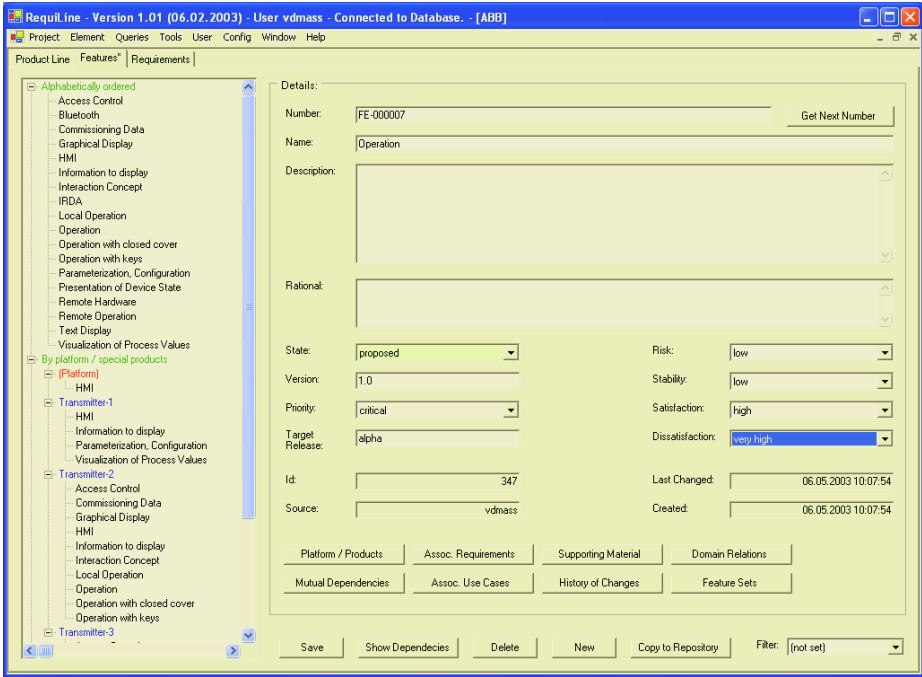 RequiLine - Version 1.01 (06.02.2003) - User vdmass - Connected to Database. - [ABB]
Project Element Queries Tools User Config Window Help
Product Line Features* Requirements
Alphabetically ordered
Access Control
Bluetooth
Commissioning Data
Graphical Display
HMI
Information to display
Interaction Concept
IRDA
Local Operation
Operation
Operation with closed cover
Operation with keys
Parameterization, Configuration
Presentation of Device State
Remote Hardware
Remote Operation
Text Display
Visualization of Process Values
By platform / special products
(Platform)
HMI
Transmitter-1
HMI
Information to display
Parameterization, Configuration
Visualization of Process Values
Transmitter-2
Access Control
Commissioning Data
Graphical Display
HMI
Information to display
Interaction Concept
Local Operation
Operation
Operation with closed cover
Operation with keys
Transmitter-3
Details:
Number: FE-000007 Get Next Number
Name: Operation
Description:
Rational:
State: proposed Risk: low
Version: 1.0 Stability: low
Priority: critical Satisfaction: high
Target
Release: alpha Dissatisfaction: very high
Id: 347 Last Changed: 06.05.2003 10:07:54
Source: vdmass Created: 06.05.2003 10:07:54
Platform / Products Assoc. Requirements Supporting Material Domain Relations
Mutual Dependencies Assoc. Use Cases History of Changes Feature Sets
Save Show Dependecies Delete New Copy to Repository Filter: (not set)